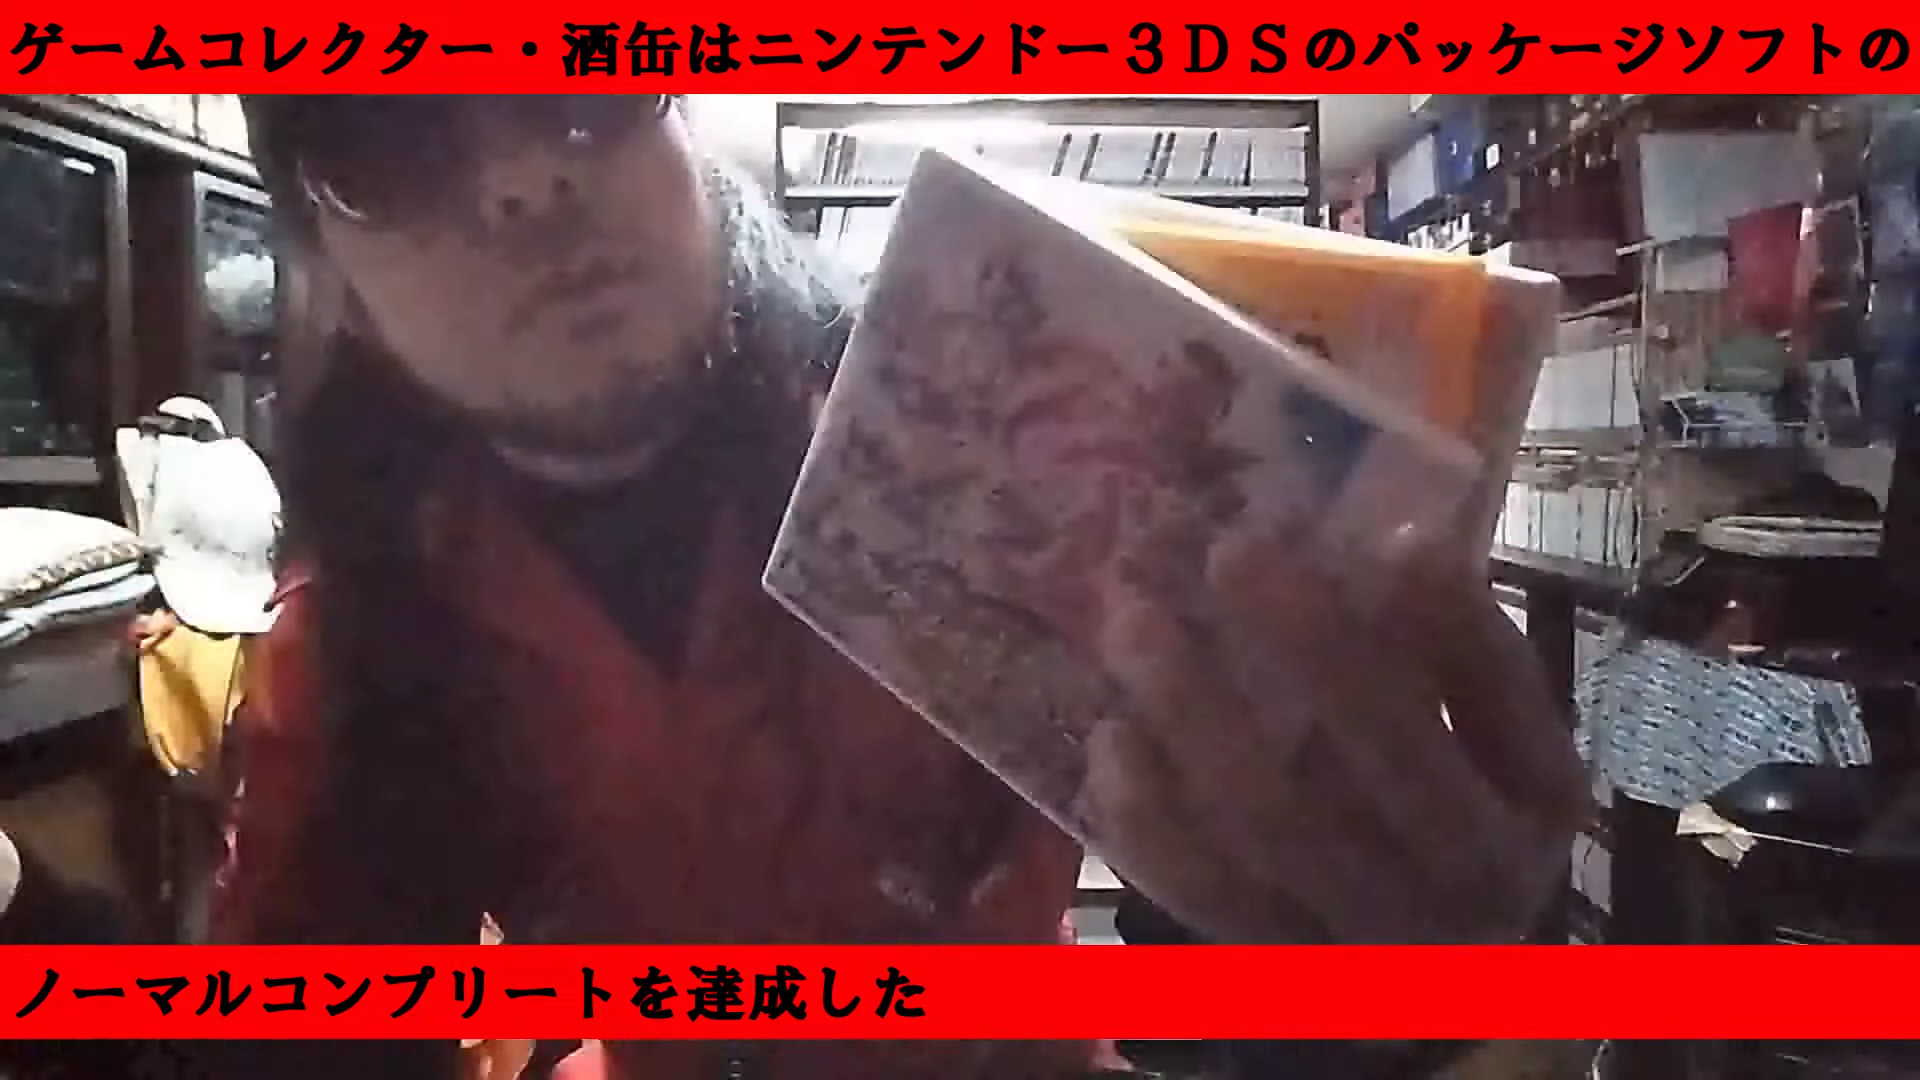 ゲームコレクター・酒缶はニンテンドー３ＤＳのパッケージソフトの
ノーマルコンプリートを達成した